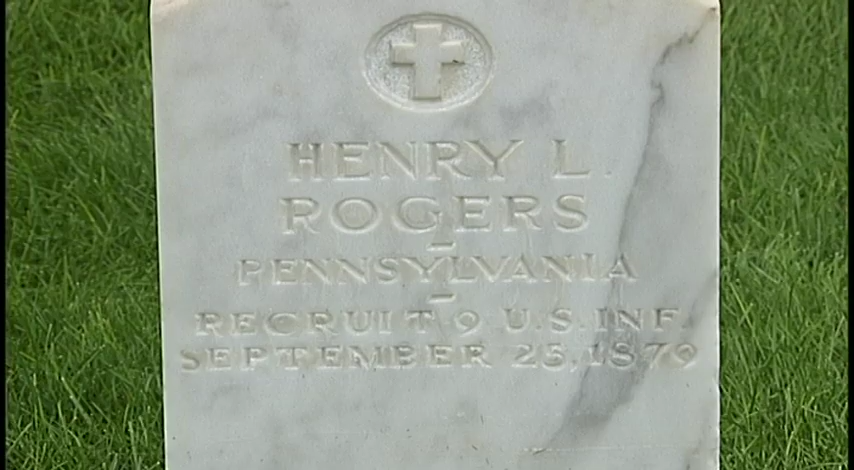 HENRY L.
ROGERS
PENNSYLVANIA
RECRUIT 9 U.S. INF.
SEPTEMBER 25, 1879